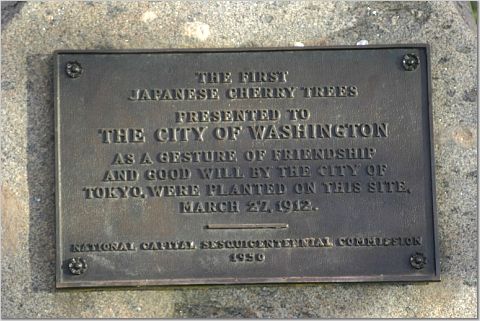 THE FIRST
JAPANESE CHERRY TREES
PRESENTED TO
THE CITY OF WASHINGTON
AS A GESTURE OF FRIENDSHIP
AND GOOD WILL BY THE CITY OF
TOKYO, WERE PLANTED ON THIS SITE,
MARCH 27, 1912.
NATIONAL CAPITAL SESQUICENTENNIAL COMMISSION
1950